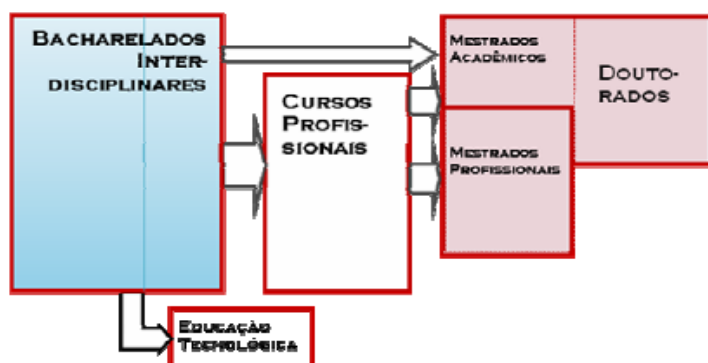 BACHARELADOS
INTER-
DISCIPLINARES
CURSOS
PROFIS-
SIONAIS
MESTRADOS
ACADÊMICOS
DOUTO-
RADOS
MESTRADOS
PROFISSIONAIS
EDUCAÇÃO
TECNOLÓGICA